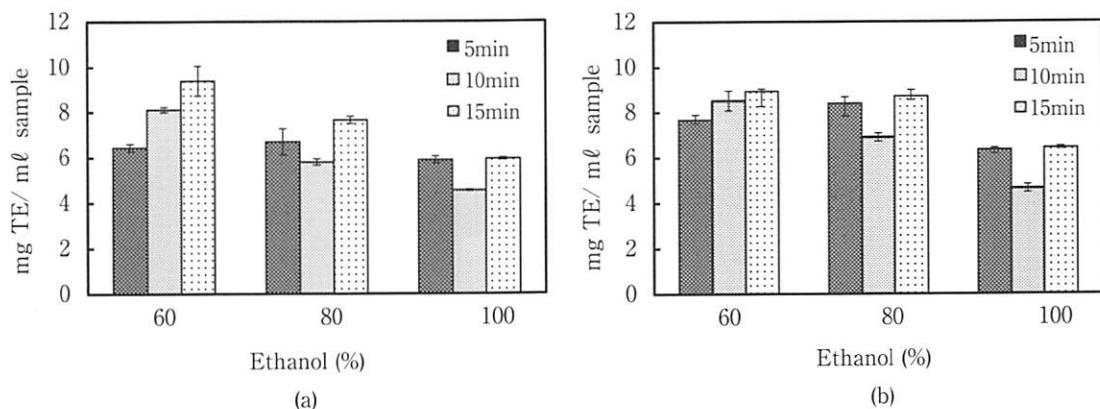 12
10
8
6
4
2
0
mg TE/ mℓ sample
5min
10min
15min
60 80 100
Ethanol (%)
(a)
12
10
8
6
4
2
0
mg TE/ mℓ sample
5min
10min
15min
60 80 100
Ethanol (%)
(b)